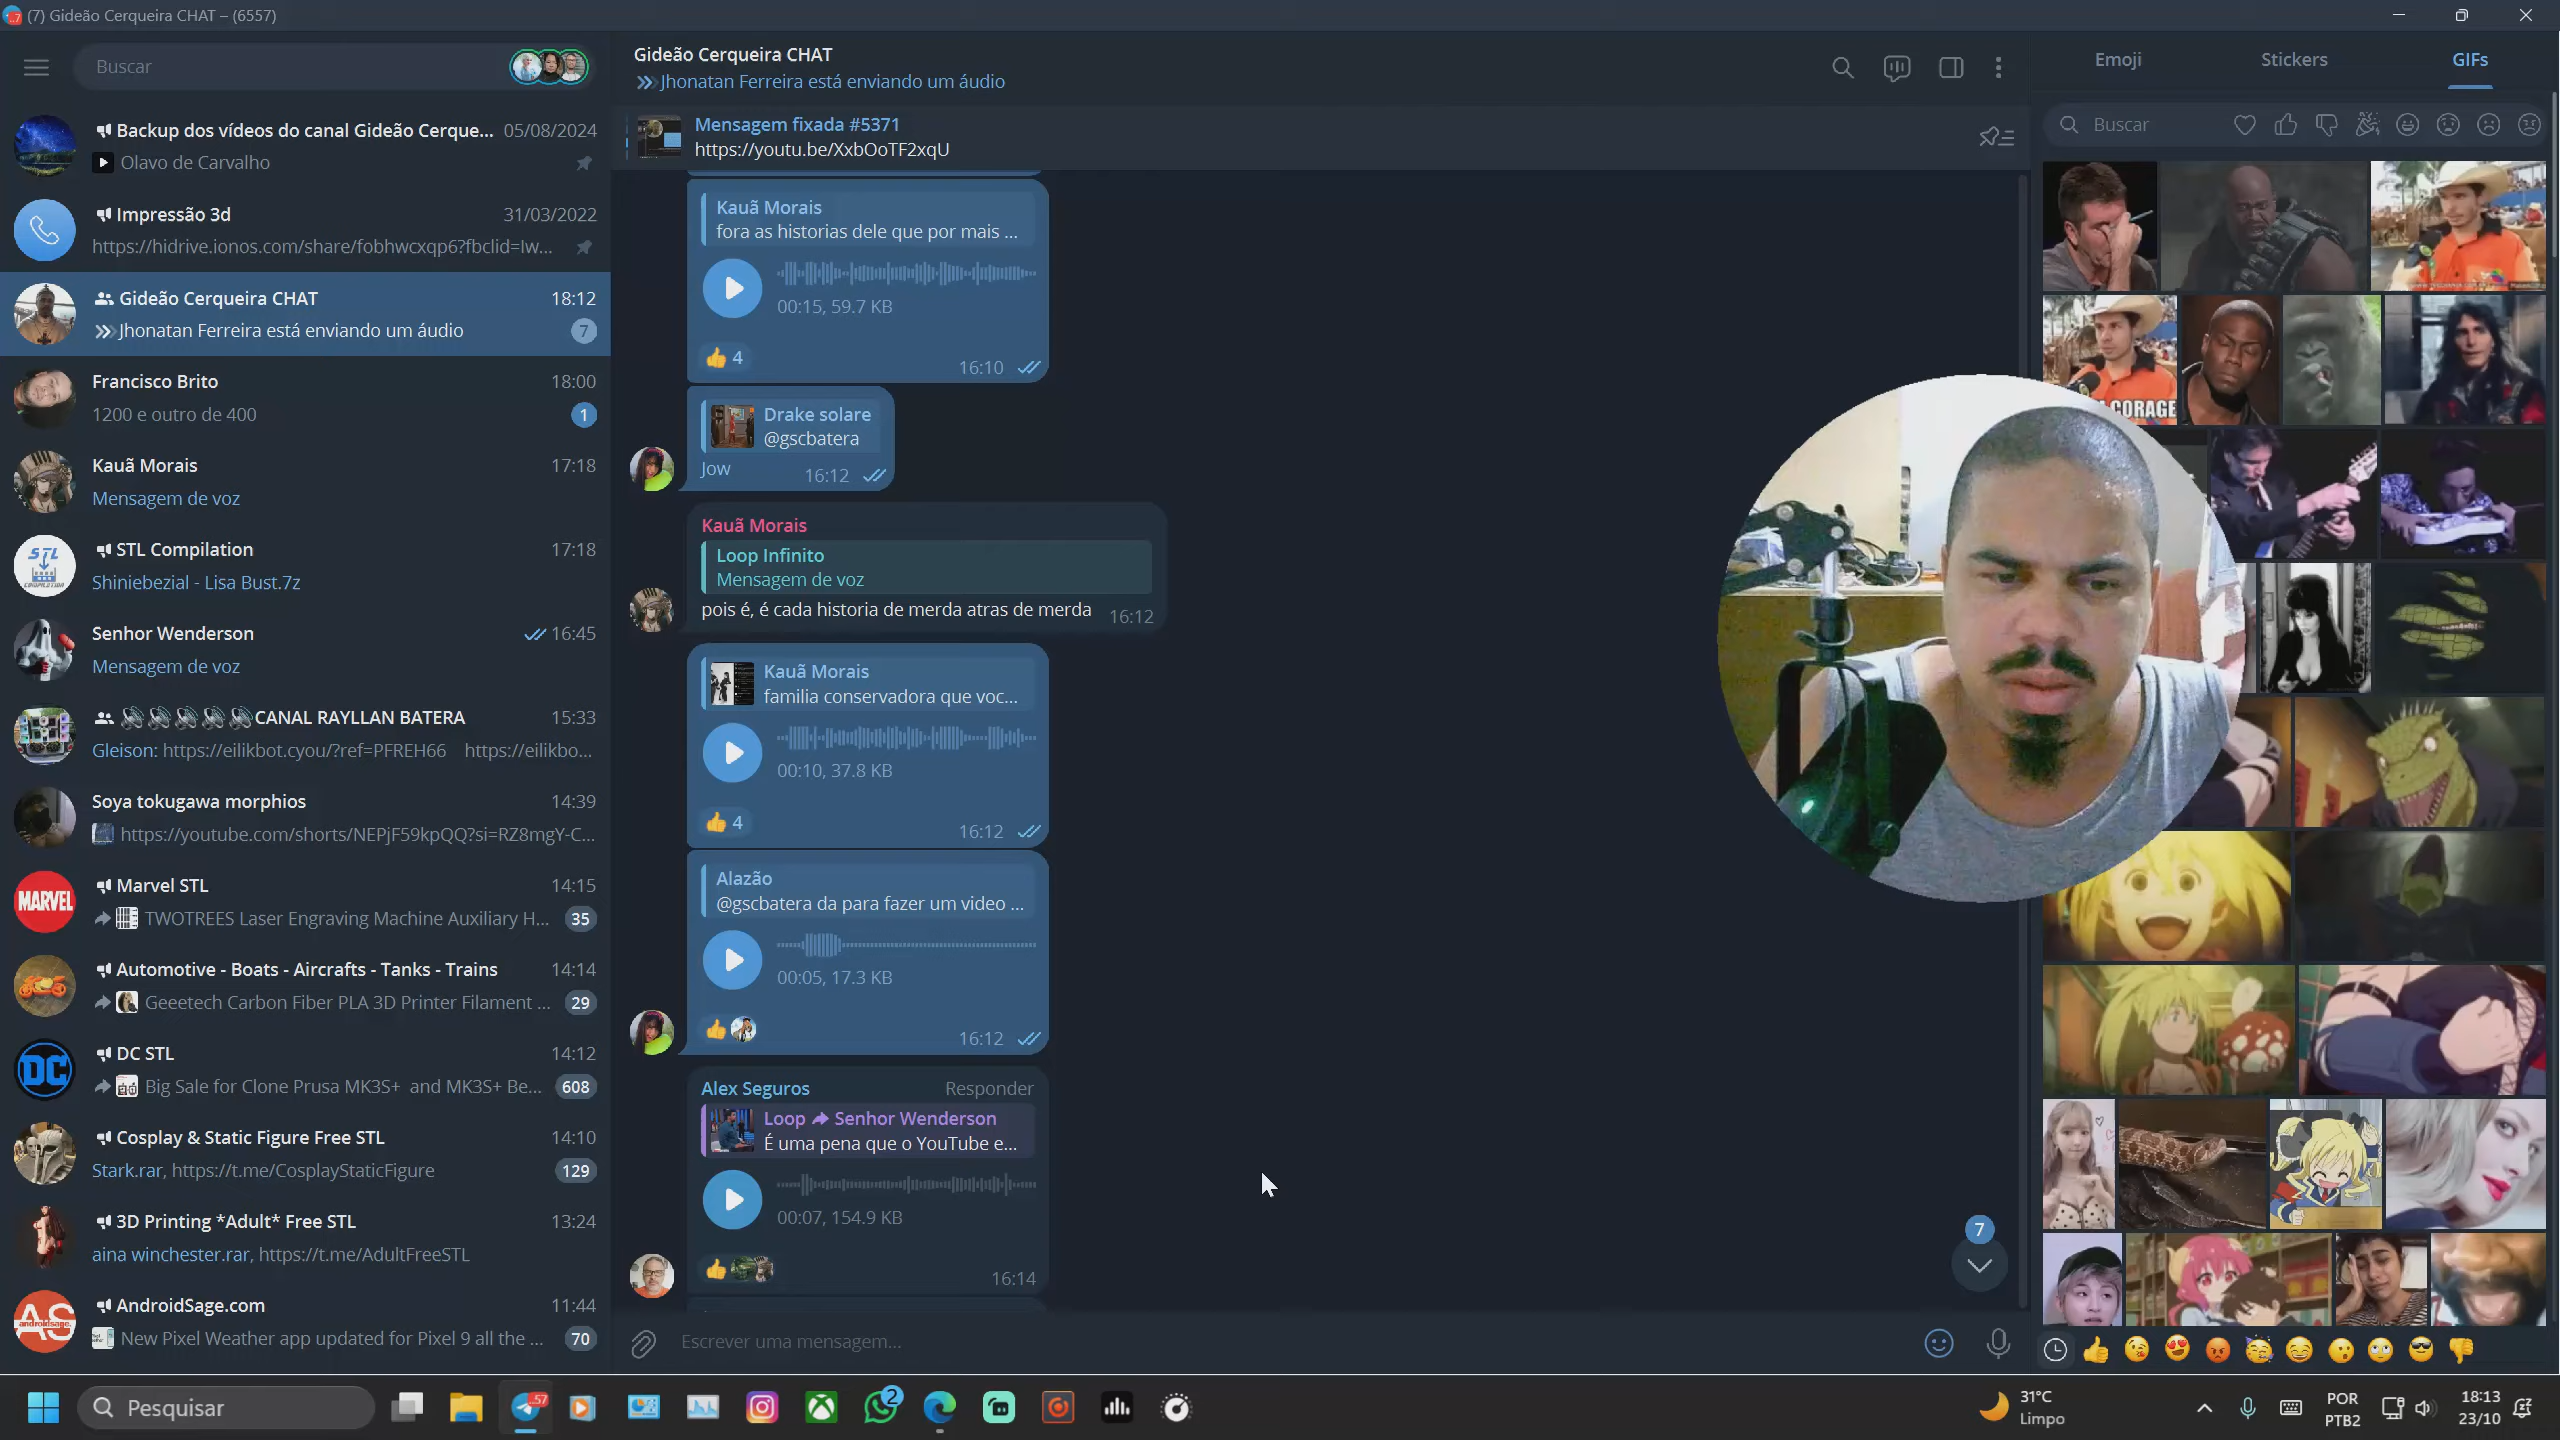 (7) Gideão Cerqueira CHAT – (6557)
Buscar
Backup dos vídeos do canal Gideão Cerque... 05/08/2024
Olavo de Carvalho
Impressão 3d 31/03/2022
https://hidrive.ionos.com/share/fobhwcxqp6?fbclid=Iw...
Gideão Cerqueira CHAT 18:12
Jhonatan Ferreira está enviando um áudio 7
Francisco Brito 18:00
1200 e outro de 400 1
Kauã Morais 17:18
Mensagem de voz
STL Compilation 17:18
Shiniebezial - Lisa Bust.7z
Senhor Wenderson 16:45
Mensagem de voz
CANAL RAYLLAN BATERA 15:33
Gleison: https://eilikbot.cyou/?ref=PFREH66 https://eilikbo...
Soya tokugawa morphios 14:39
https://youtube.com/shorts/NEPjF59kpQQ?si=RZ8mgY-C...
MARVEL
Marvel STL 14:15
TWOTREES Laser Engraving Machine Auxiliary H... 35
Automotive - Boats - Aircrafts - Tanks - Trains 14:14
Geeetech Carbon Fiber PLA 3D Printer Filament ... 29
DC
DC STL 14:12
Big Sale for Clone Prusa MK3S+ and MK3S+ Be... 608
Cosplay & Static Figure Free STL 14:10
Stark.rar, https://t.me/CosplayStaticFigure 129
3D Printing *Adult* Free STL 13:24
aina winchester.rar, https://t.me/AdultFreeSTL
AS
AndroidSage.com 11:44
New Pixel Weather app updated for Pixel 9 all the ... 70
Gideão Cerqueira CHAT
Jhonatan Ferreira está enviando um áudio
Mensagem fixada #5371
https://youtu.be/XxbOoTF2xqU
Kauã Morais
fora as historias dele que por mais ...
00:15, 59.7 KB
4 16:10
Drake solare
@gscbatera
Jow 16:12
Kauã Morais
Loop Infinito
Mensagem de voz
pois é, é cada historia de merda atras de merda 16:12
Kauã Morais
familia conservadora que voc...
00:10, 37.8 KB
4 16:12
Alazão
@gscbatera da para fazer um video ...
00:05, 17.3 KB
16:12
Alex Seguros Responder
Loop Senhor Wenderson
É uma pena que o YouTube e...
00:07, 154.9 KB
16:14
7
Escrever uma mensagem...
Emoji Stickers GIFs
Buscar
CORAGE
Pesquisar
57
2
31°C
Limpo
POR
PTB2
18:13
23/10